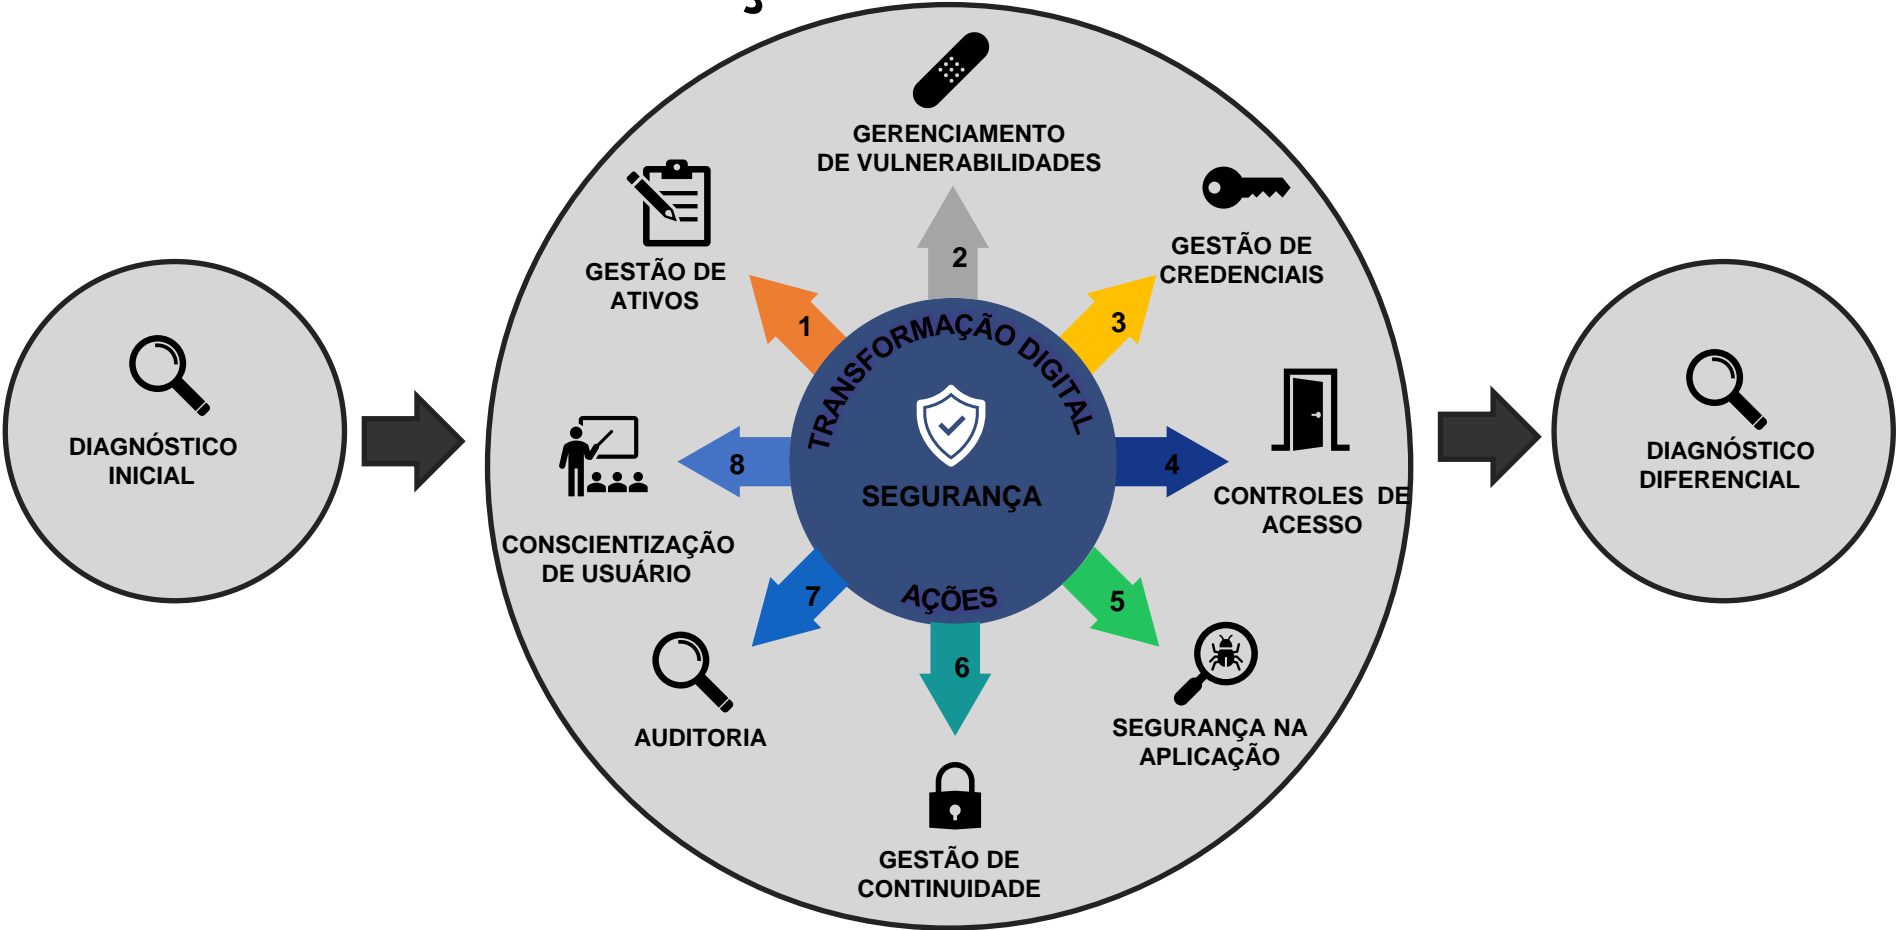 DIAGNÓSTICO
INICIAL
GERENCIAMENTO
DE VULNERABILIDADES
GESTÃO DE
ATIVOS
GESTÃO DE
CREDENCIAIS
1
2
3
4
5
6
7
8
TRANSFORMAÇÃO DIGITAL
SEGURANÇA
AÇÕES
CONTROLES DE
ACESSO
CONSCIENTIZAÇÃO
DE USUÁRIO
AUDITORIA
SEGURANÇA NA
APLICAÇÃO
GESTÃO DE
CONTINUIDADE
DIAGNÓSTICO
DIFERENCIAL